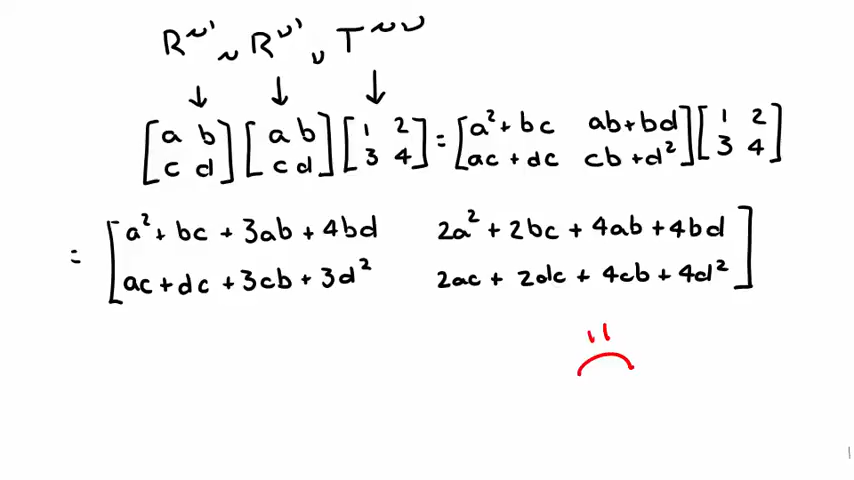 R^{μ'}_μ R^{ν'}_ν T^{μν}
↓ ↓ ↓
[a b; c d] [a b; c d] [1 2; 3 4] = [a²+bc ab+bd; ac+dc cb+d²] [1 2; 3 4]
= [a²+bc+3ab+4bd 2a²+2bc+4ab+4bd;
ac+dc+3cb+3d² 2ac+2dc+4cb+4d²]